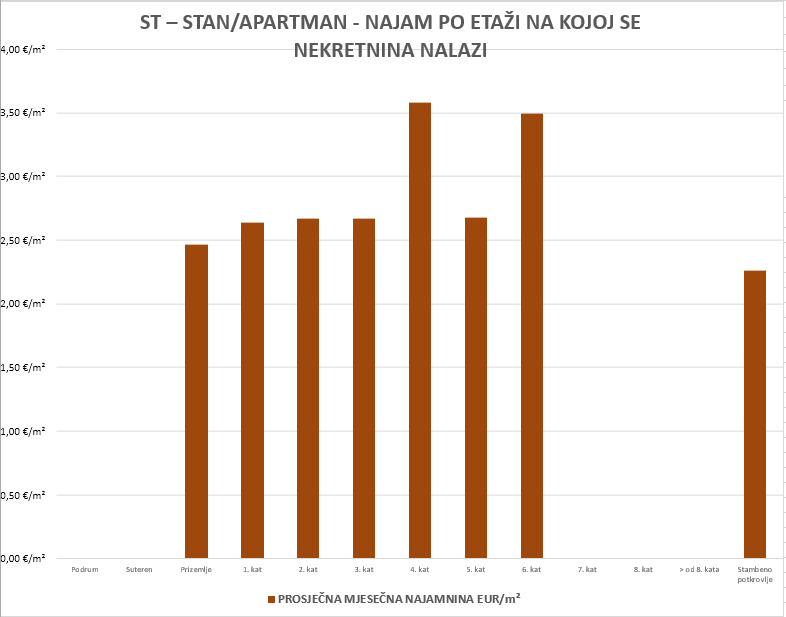 ST – STAN/APARTMAN - NAJAM PO ETAŽI NA KOJOJ SE
NEKRETNINA NALAZI
4,00 €/m²
3,50 €/m²
3,00 €/m²
2,50 €/m²
2,00 €/m²
1,50 €/m²
1,00 €/m²
0,50 €/m²
0,00 €/m²
Podrum Suteren Prizemlje 1. kat 2. kat 3. kat 4. kat 5. kat 6. kat 7. kat 8. kat > od 8. kata Stambeno
potkrovlje
PROSJEČNA MJESEČNA NAJAMNINA EUR/m²